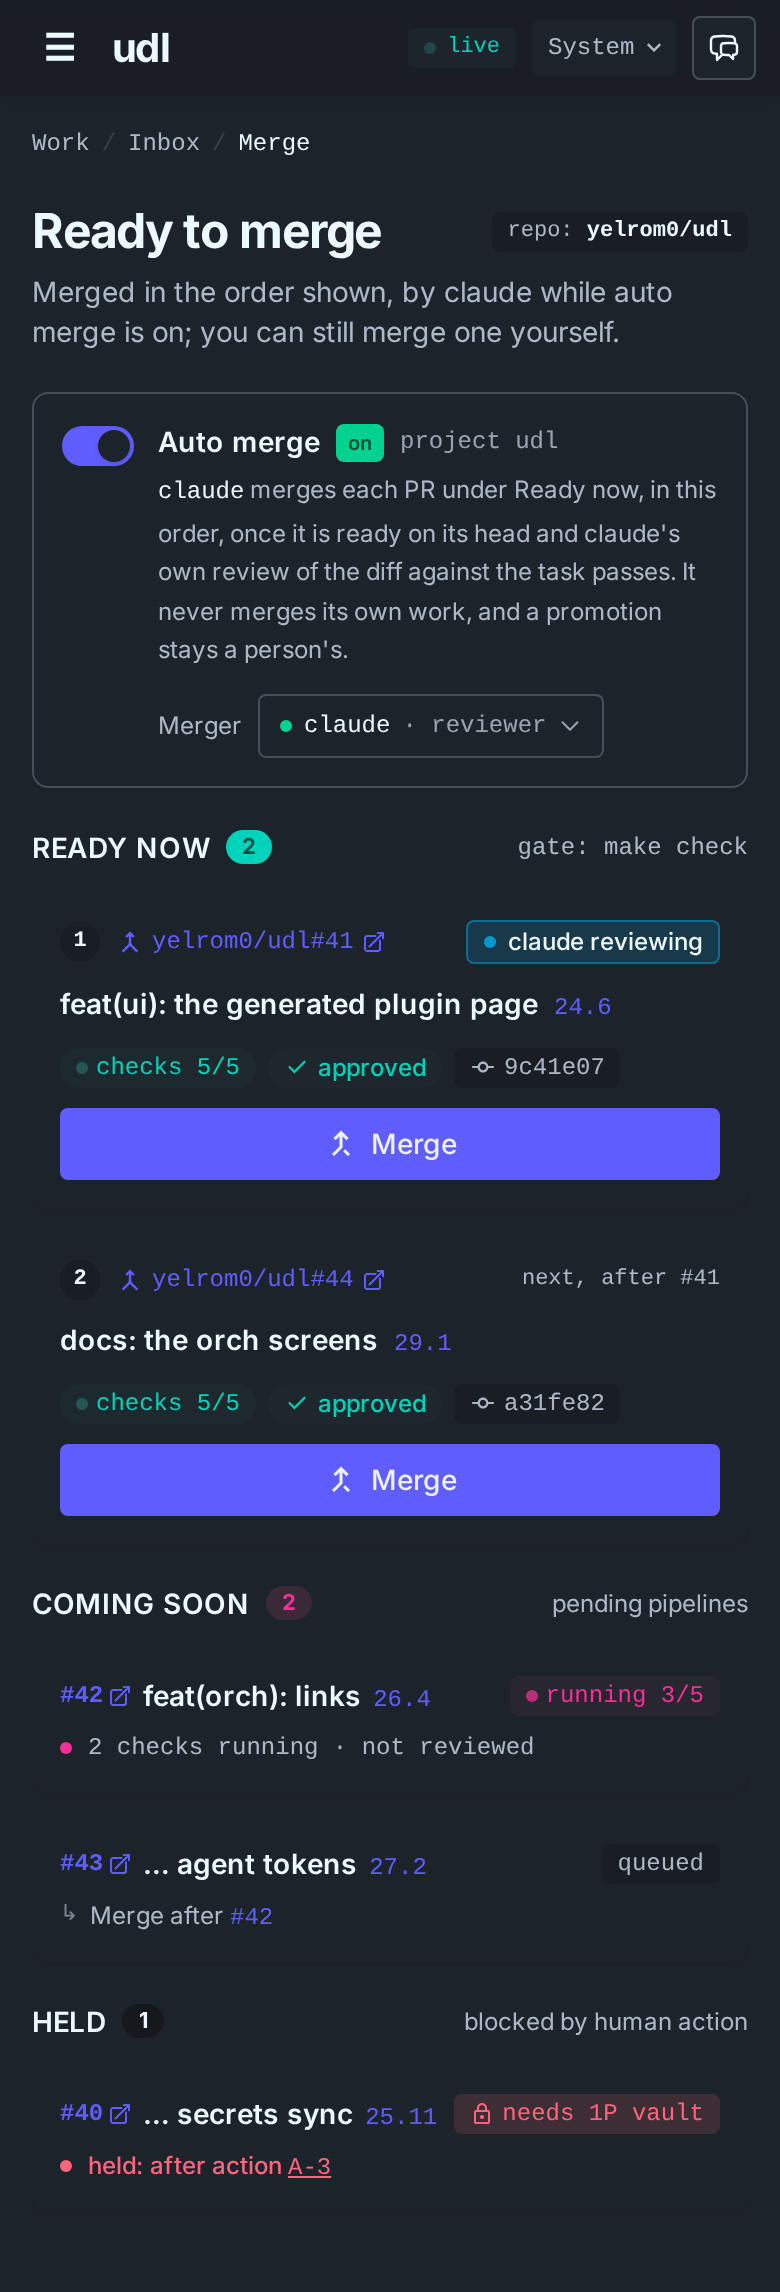 udl
live
System
Work / Inbox / Merge
Ready to merge
repo: yelrom0/udl
Merged in the order shown, by claude while auto
merge is on; you can still merge one yourself.
Auto merge on project udl
claude merges each PR under Ready now, in this
order, once it is ready on its head and claude's
own review of the diff against the task passes. It
never merges its own work, and a promotion
stays a person's.
Merger claude · reviewer
READY NOW 2 gate: make check
1 yelrom0/udl#41 claude reviewing
feat(ui): the generated plugin page 24.6
checks 5/5 approved 9c41e07
Merge
2 yelrom0/udl#44 next, after #41
docs: the orch screens 29.1
checks 5/5 approved a31fe82
Merge
COMING SOON 2 pending pipelines
#42 feat(orch): links 26.4 running 3/5
2 checks running · not reviewed
#43 ... agent tokens 27.2 queued
↳ Merge after #42
HELD 1 blocked by human action
#40 ... secrets sync 25.11 needs 1P vault
held: after action A-3